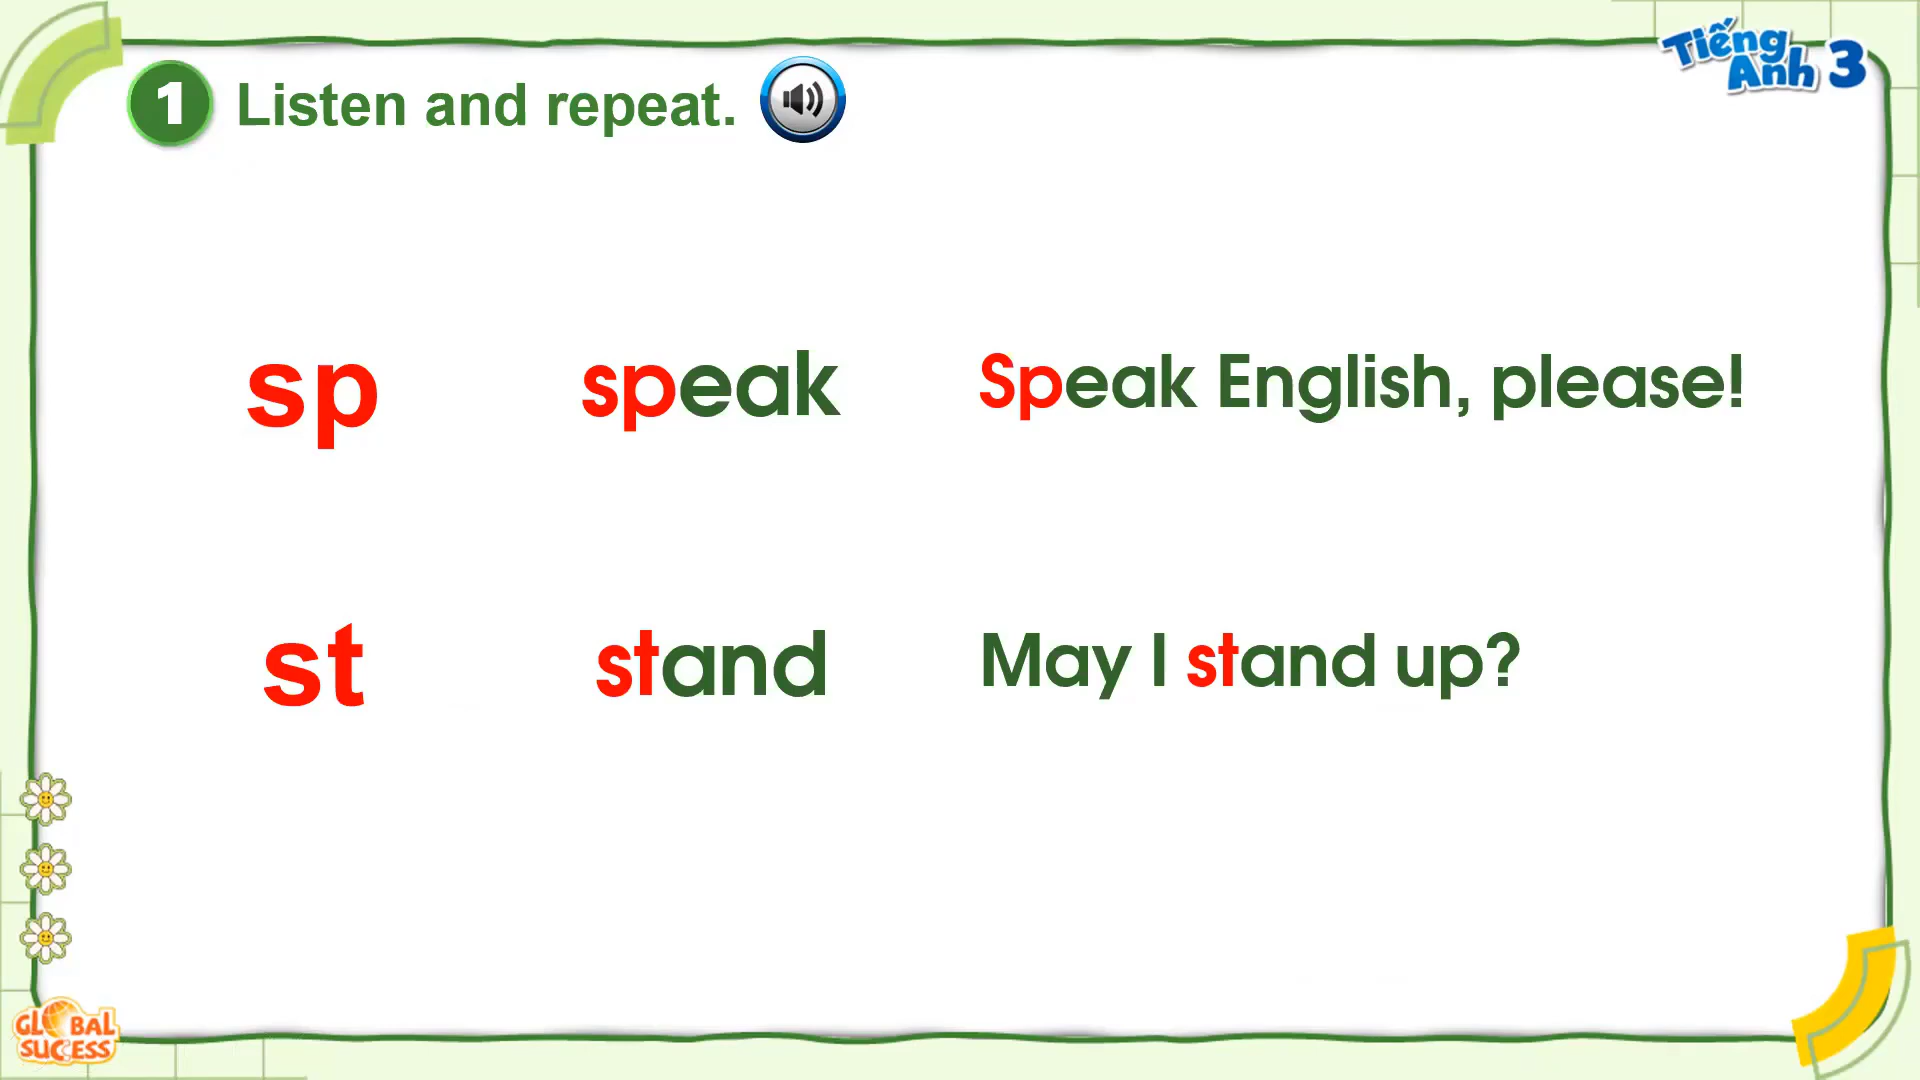 1 Listen and repeat.
Tiếng Anh 3
sp speak Speak English, please!
st stand May I stand up?
GLOBAL
SUCCESS